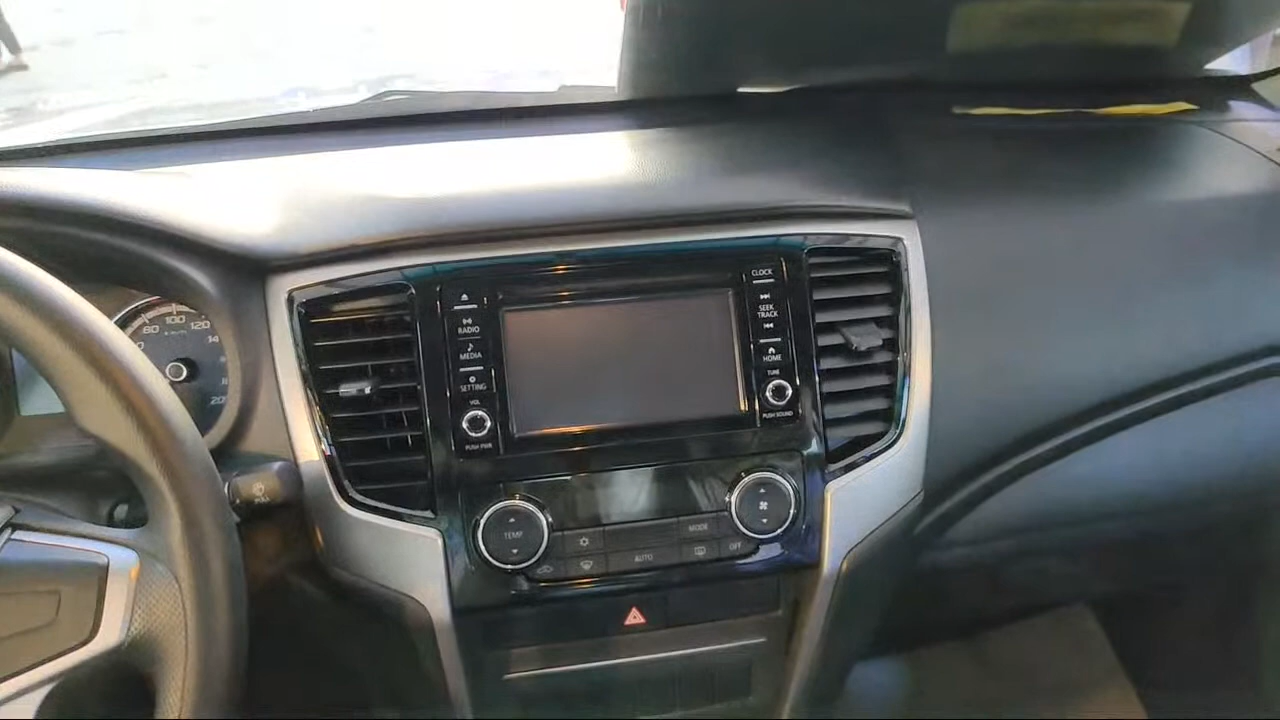 RADIO
MEDIA
SETTING
VOL
PUSH PWR
CLOCK
SEEK
TRACK
HOME
TUNE
PUSH SOUND
80
100
120
TEMP
MODE
AUTO
OFF